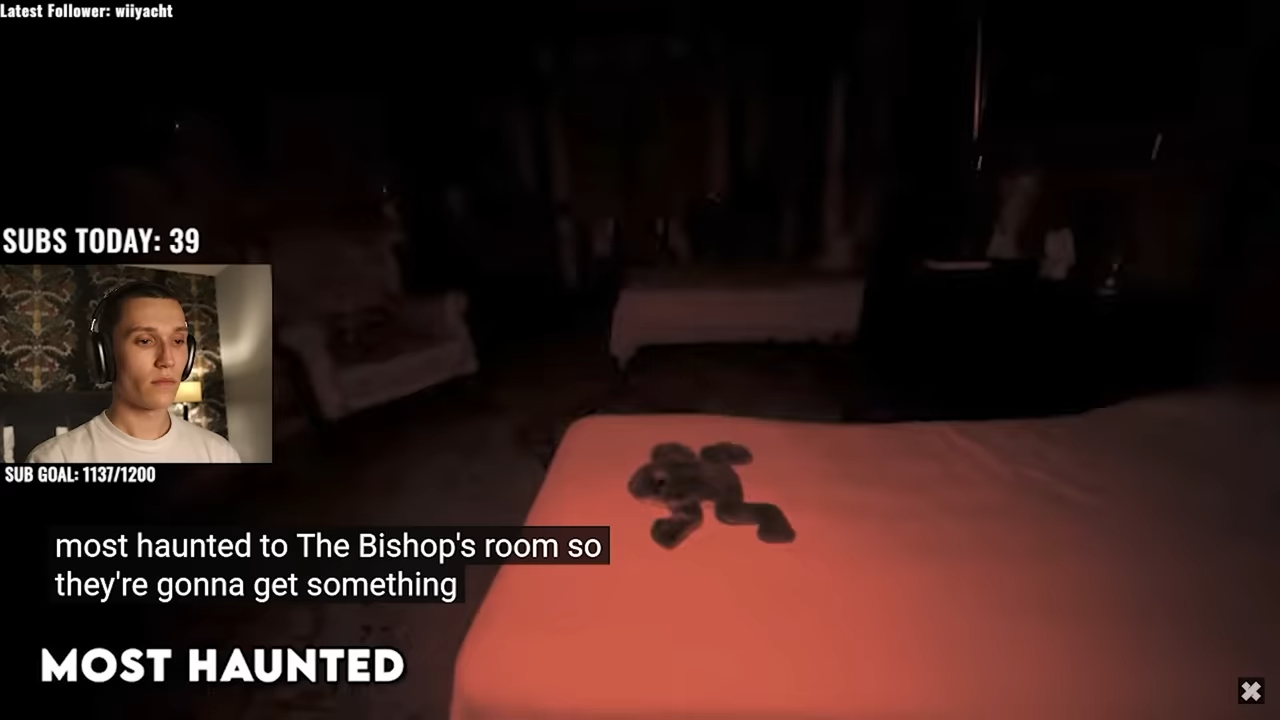 Latest Follower: wiiyacht
SUBS TODAY: 39
SUB GOAL: 1137/1200
most haunted to The Bishop's room so
they're gonna get something
MOST HAUNTED